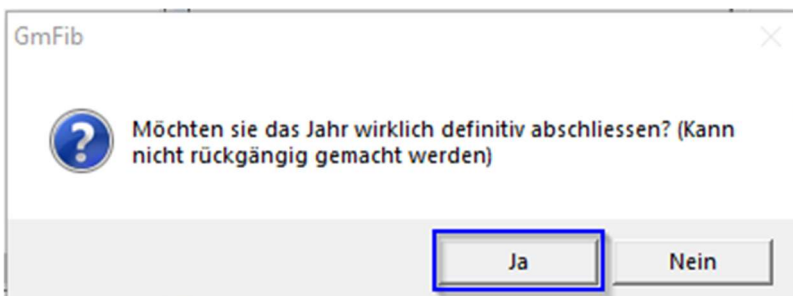 GmFib
Möchten sie das Jahr wirklich definitiv abschliessen? (Kann
nicht rückgängig gemacht werden)
Ja
Nein